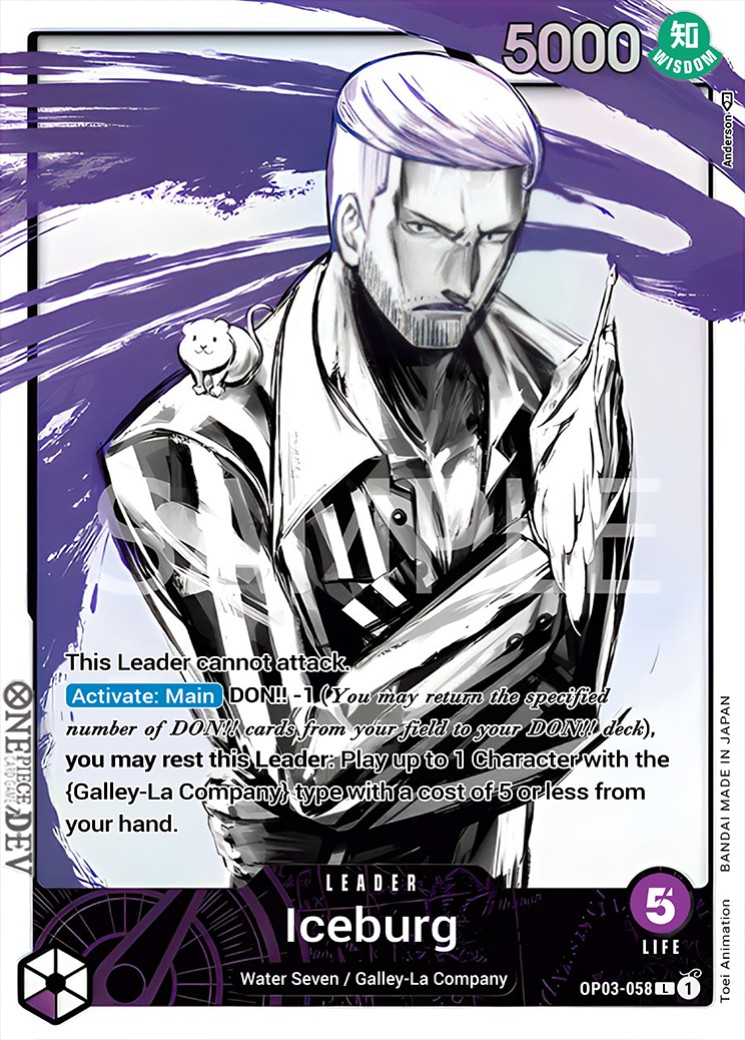 5000
知
WISDOM
Anderson
SAMPLE
This Leader cannot attack.
Activate: Main DON!! -1 (You may return the specified
number of DON!! cards from your field to your DON!! deck),
you may rest this Leader: Play up to 1 Character with the
{Galley-La Company} type with a cost of 5 or less from
your hand.
ONE PIECE DEV
CARD GAME
BANDAI MADE IN JAPAN
Toei Animation
LEADER
Iceburg
5
LIFE
Water Seven / Galley-La Company
OP03-058 L 1